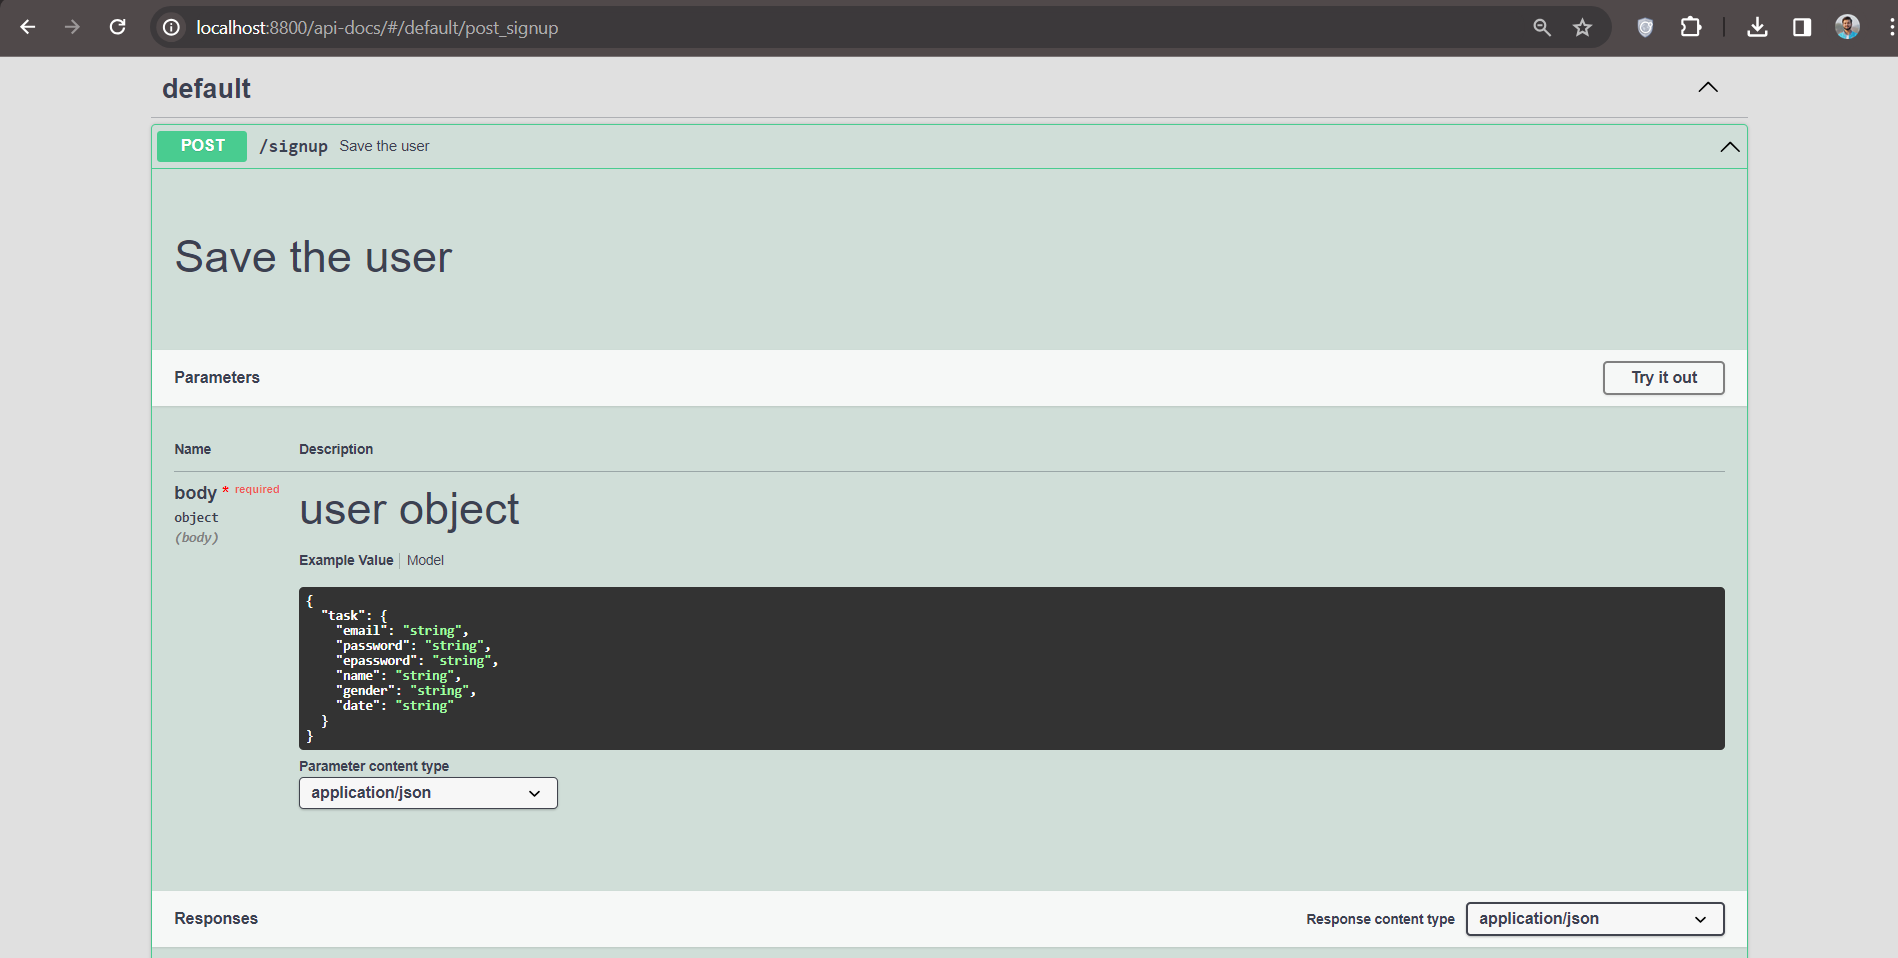 localhost:8800/api-docs/#/default/post_signup
default
POST /signup Save the user
Save the user
Parameters
Try it out
Name Description
body * required
object
(body)
user object
Example Value Model
{
  "task": {
    "email": "string",
    "password": "string",
    "epassword": "string",
    "name": "string",
    "gender": "string",
    "date": "string"
  }
}
Parameter content type
application/json
Responses
Response content type application/json